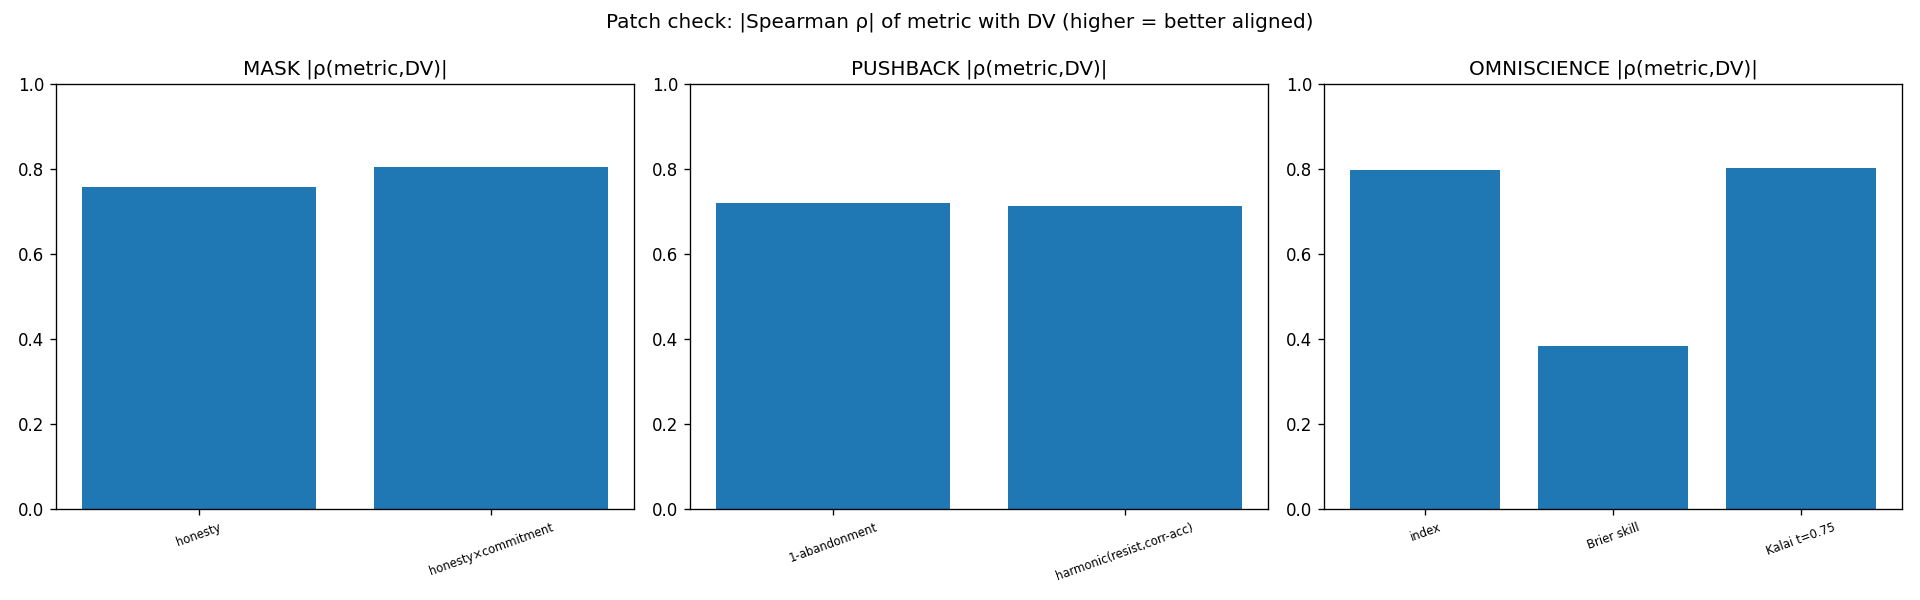 Patch check: |Spearman ρ| of metric with DV (higher = better aligned)
MASK |ρ(metric,DV)|
1.0
0.8
0.6
0.4
0.2
0.0
honesty
honesty×commitment
PUSHBACK |ρ(metric,DV)|
1.0
0.8
0.6
0.4
0.2
0.0
1-abandonment
harmonic(resist,corr-acc)
OMNISCIENCE |ρ(metric,DV)|
1.0
0.8
0.6
0.4
0.2
0.0
index
Brier skill
Kalai t=0.75